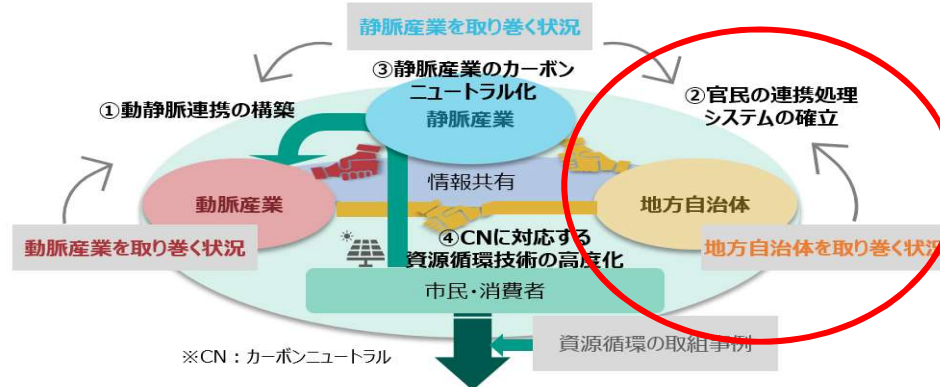 静脈産業を取り巻く状況
③静脈産業のカーボン
ニュートラル化
静脈産業
①動静脈連携の構築
②官民の連携処理
システムの確立
情報共有
動脈産業
地方自治体
動脈産業を取り巻く状況
④CNに対応する
資源循環技術の高度化
地方自治体を取り巻く状況
市民・消費者
資源循環の取組事例
※CN:カーボンニュートラル